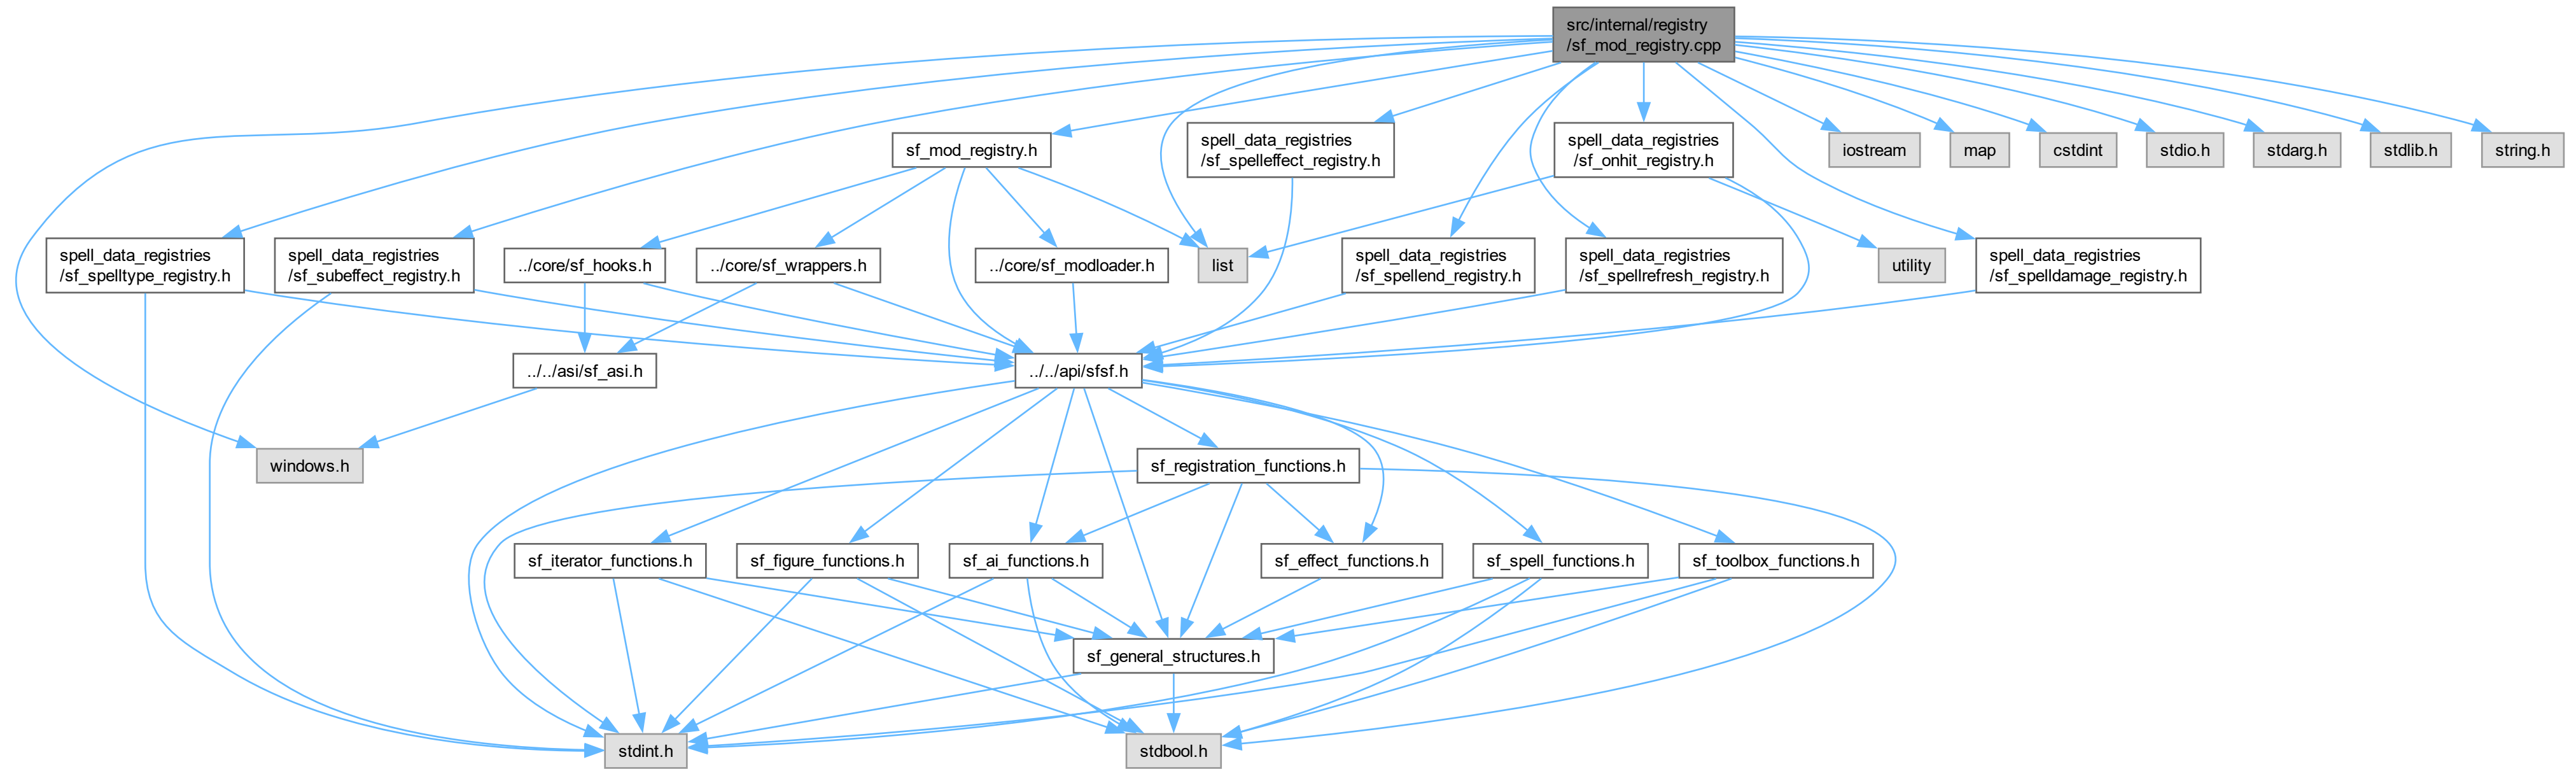 src/internal/registry
/sf_mod_registry.cpp
sf_mod_registry.h
spell_data_registries
/sf_spelleffect_registry.h
spell_data_registries
/sf_onhit_registry.h
iostream
map
cstdint
stdio.h
stdarg.h
stdlib.h
string.h
spell_data_registries
/sf_spelltype_registry.h
spell_data_registries
/sf_subeffect_registry.h
../core/sf_hooks.h
../core/sf_wrappers.h
../core/sf_modloader.h
list
spell_data_registries
/sf_spellend_registry.h
spell_data_registries
/sf_spellrefresh_registry.h
utility
spell_data_registries
/sf_spelldamage_registry.h
../../asi/sf_asi.h
../../api/sfsf.h
windows.h
sf_registration_functions.h
sf_iterator_functions.h
sf_figure_functions.h
sf_ai_functions.h
sf_effect_functions.h
sf_spell_functions.h
sf_toolbox_functions.h
sf_general_structures.h
stdint.h
stdbool.h